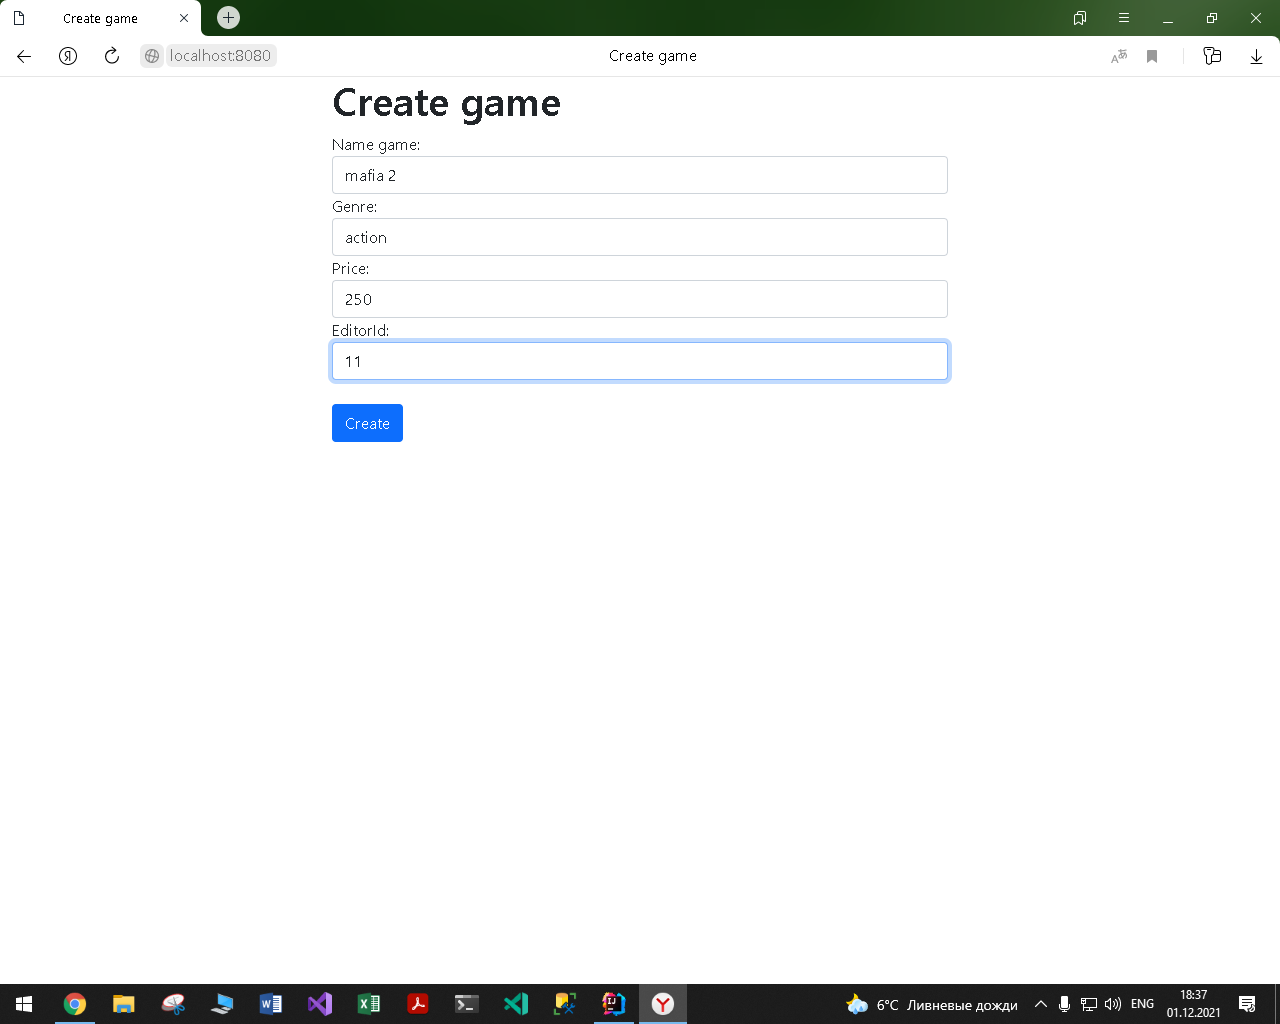 Create game
localhost:8080
Create game
Create game
Name game:
mafia 2
Genre:
action
Price:
250
EditorId:
11
Create
6°C Ливневые дожди
ENG
18:37
01.12.2021